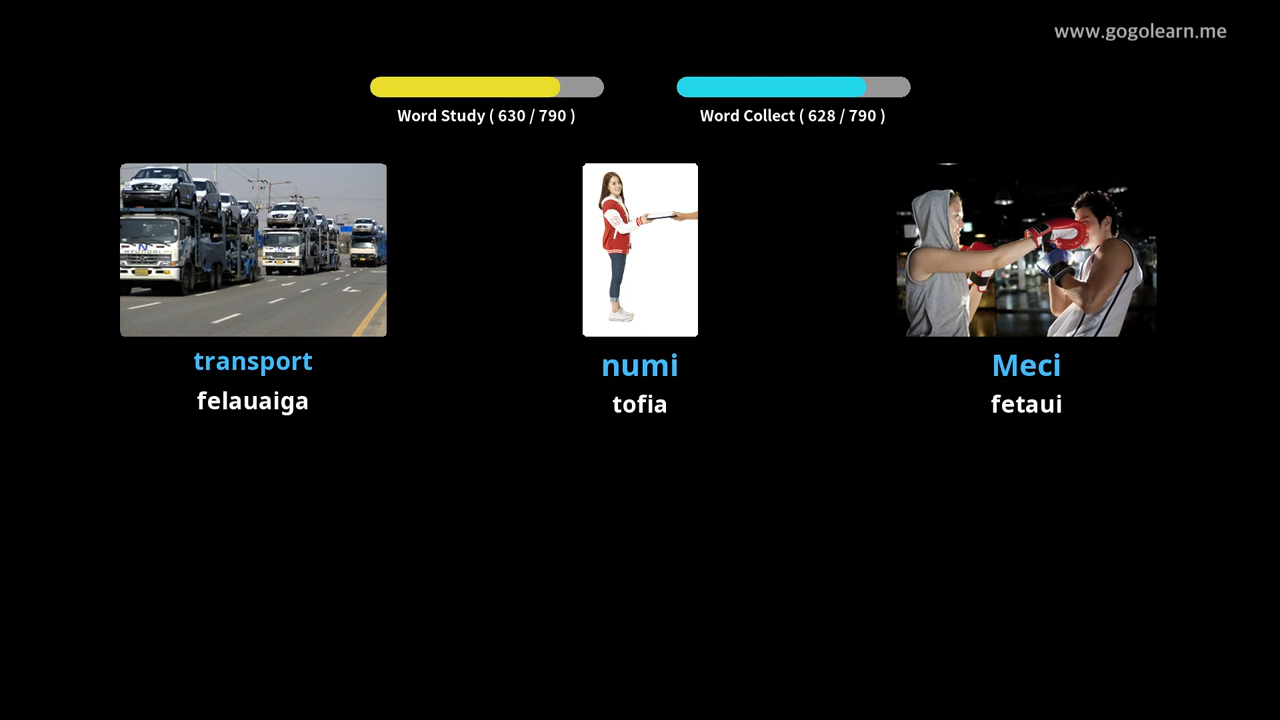 www.gogolearn.me
Word Study ( 630 / 790 )
Word Collect ( 628 / 790 )
transport
felauaiga
numi
tofia
Meci
fetaui